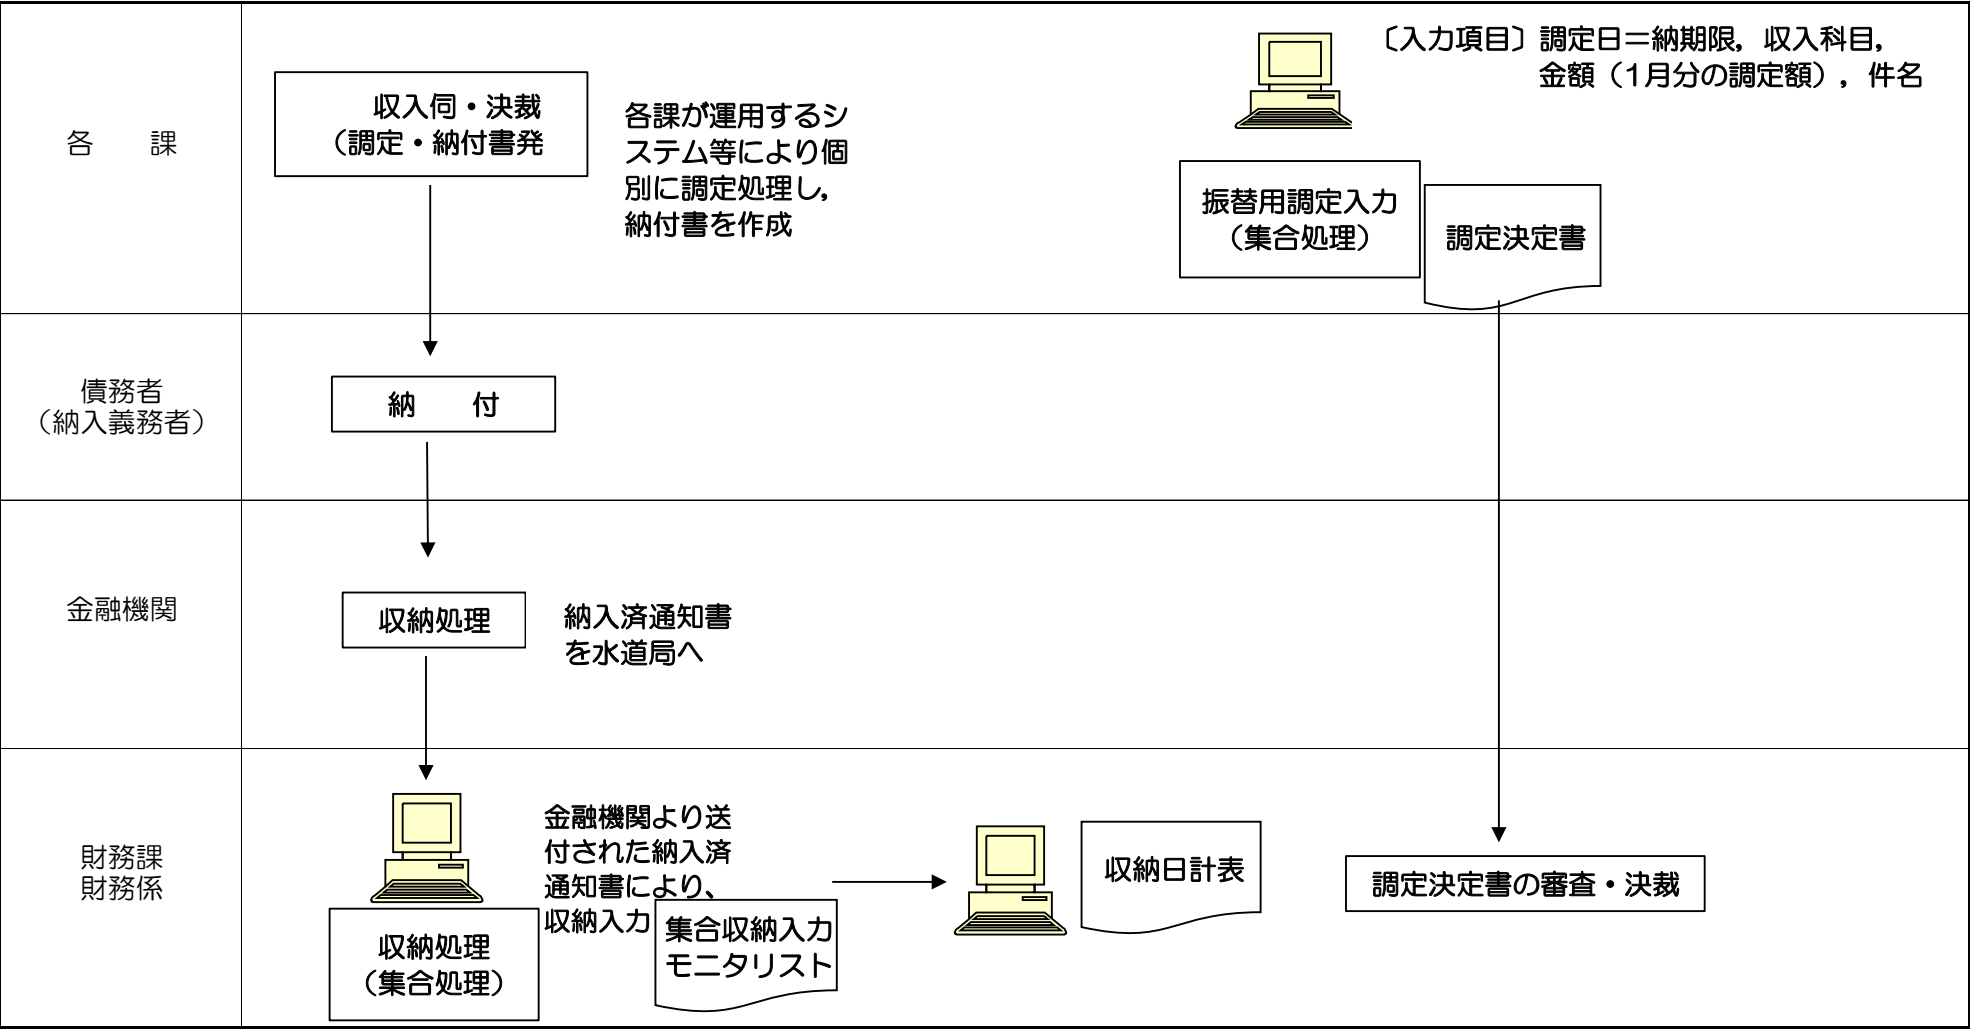 各　　課
収入伺・決裁
（調定・納付書発
各課が運用するシ
ステム等により個
別に調定処理し，
納付書を作成
〔入力項目〕調定日＝納期限，収入科目，
金額（1月分の調定額），件名
振替用調定入力
（集合処理）
調定決定書
債務者
（納入義務者）
納　　付
金融機関
収納処理
納入済通知書
を水道局へ
財務課
財務係
収納処理
（集合処理）
金融機関より送
付された納入済
通知書により、
収納入力
集合収納入力
モニタリスト
収納日計表
調定決定書の審査・決裁